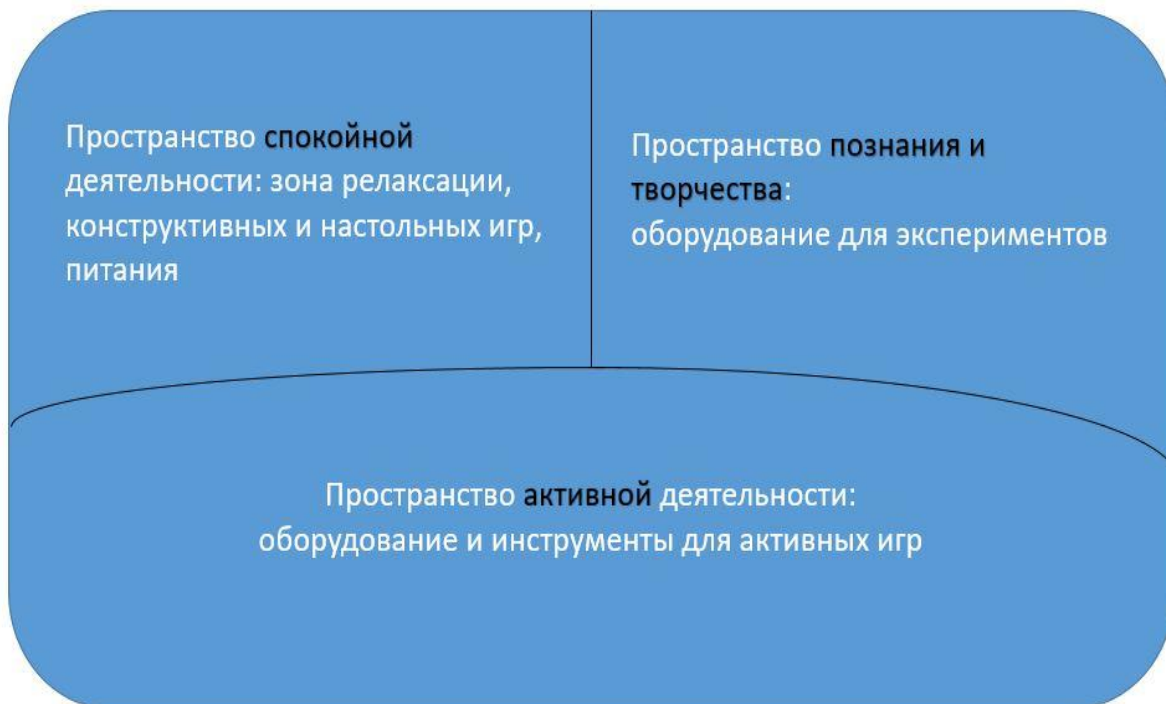 Пространство спокойной
деятельности: зона релаксации,
конструктивных и настольных игр,
питания
Пространство познания и
творчества:
оборудование для экспериментов
Пространство активной деятельности:
оборудование и инструменты для активных игр